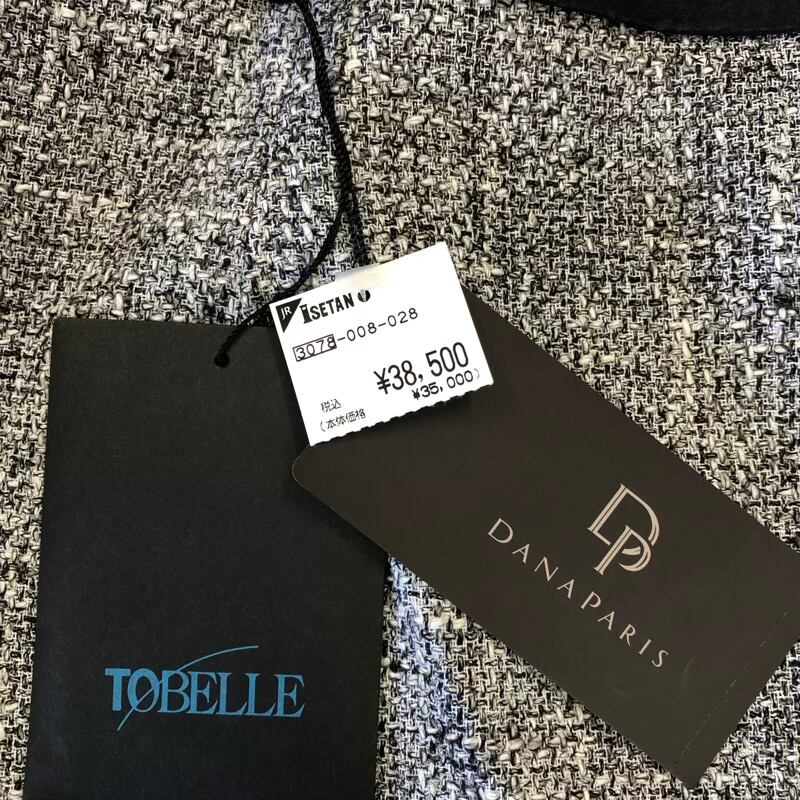 JR ISETAN
3078-008-028
¥38,500
税込 ¥35,000)
(本体価格
DP
DANAPARIS
TOBELLE